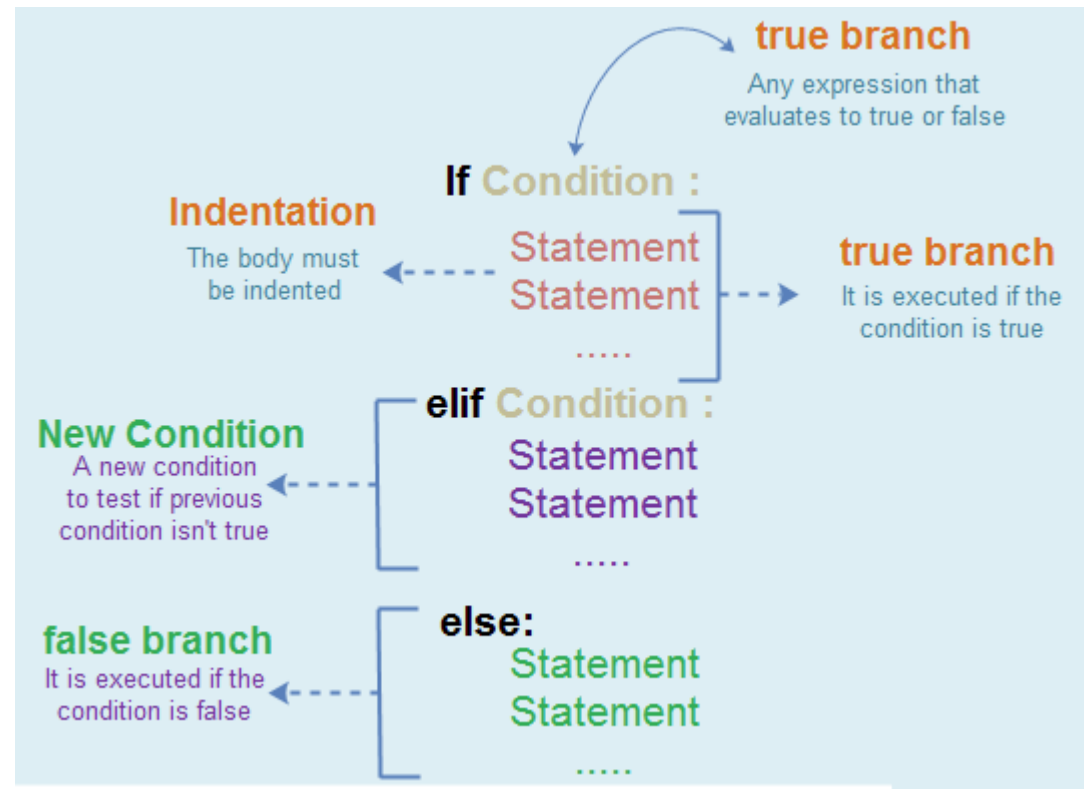 true branch
Any expression that
evaluates to true or false
If Condition :
Indentation
The body must
be indented
Statement
Statement
.....
true branch
It is executed if the
condition is true
elif Condition :
New Condition
A new condition
to test if previous
condition isn't true
Statement
Statement
.....
else:
false branch
It is executed if the
condition is false
Statement
Statement
.....